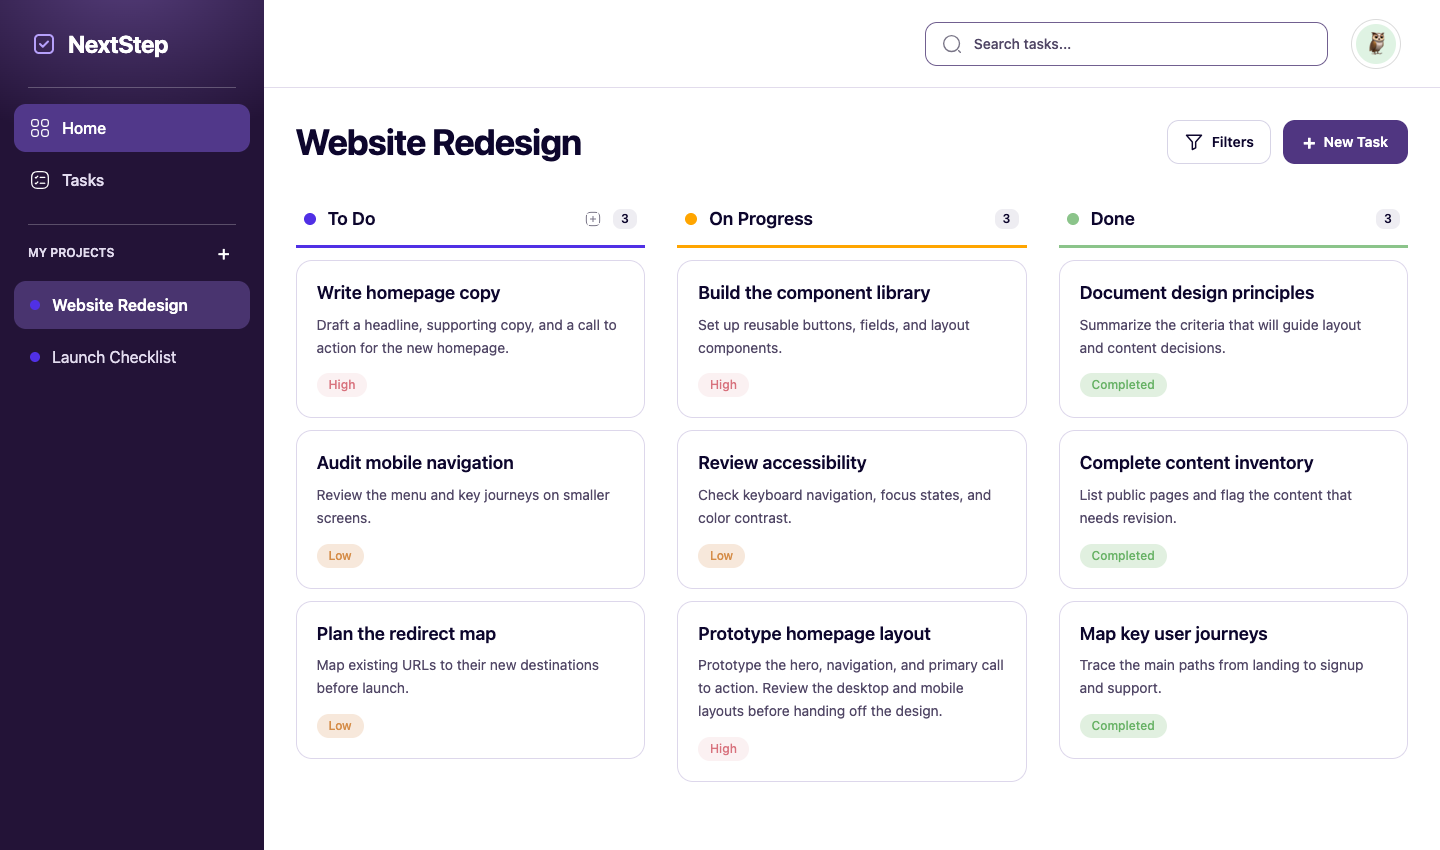 NextStep
Search tasks...
Home
Tasks
MY PROJECTS
Website Redesign
Launch Checklist
Website Redesign
Filters
New Task
To Do
3
Write homepage copy
Draft a headline, supporting copy, and a call to
action for the new homepage.
High
Audit mobile navigation
Review the menu and key journeys on smaller
screens.
Low
Plan the redirect map
Map existing URLs to their new destinations
before launch.
Low
On Progress
3
Build the component library
Set up reusable buttons, fields, and layout
components.
High
Review accessibility
Check keyboard navigation, focus states, and
color contrast.
Low
Prototype homepage layout
Prototype the hero, navigation, and primary call
to action. Review the desktop and mobile
layouts before handing off the design.
High
Done
3
Document design principles
Summarize the criteria that will guide layout
and content decisions.
Completed
Complete content inventory
List public pages and flag the content that
needs revision.
Completed
Map key user journeys
Trace the main paths from landing to signup
and support.
Completed